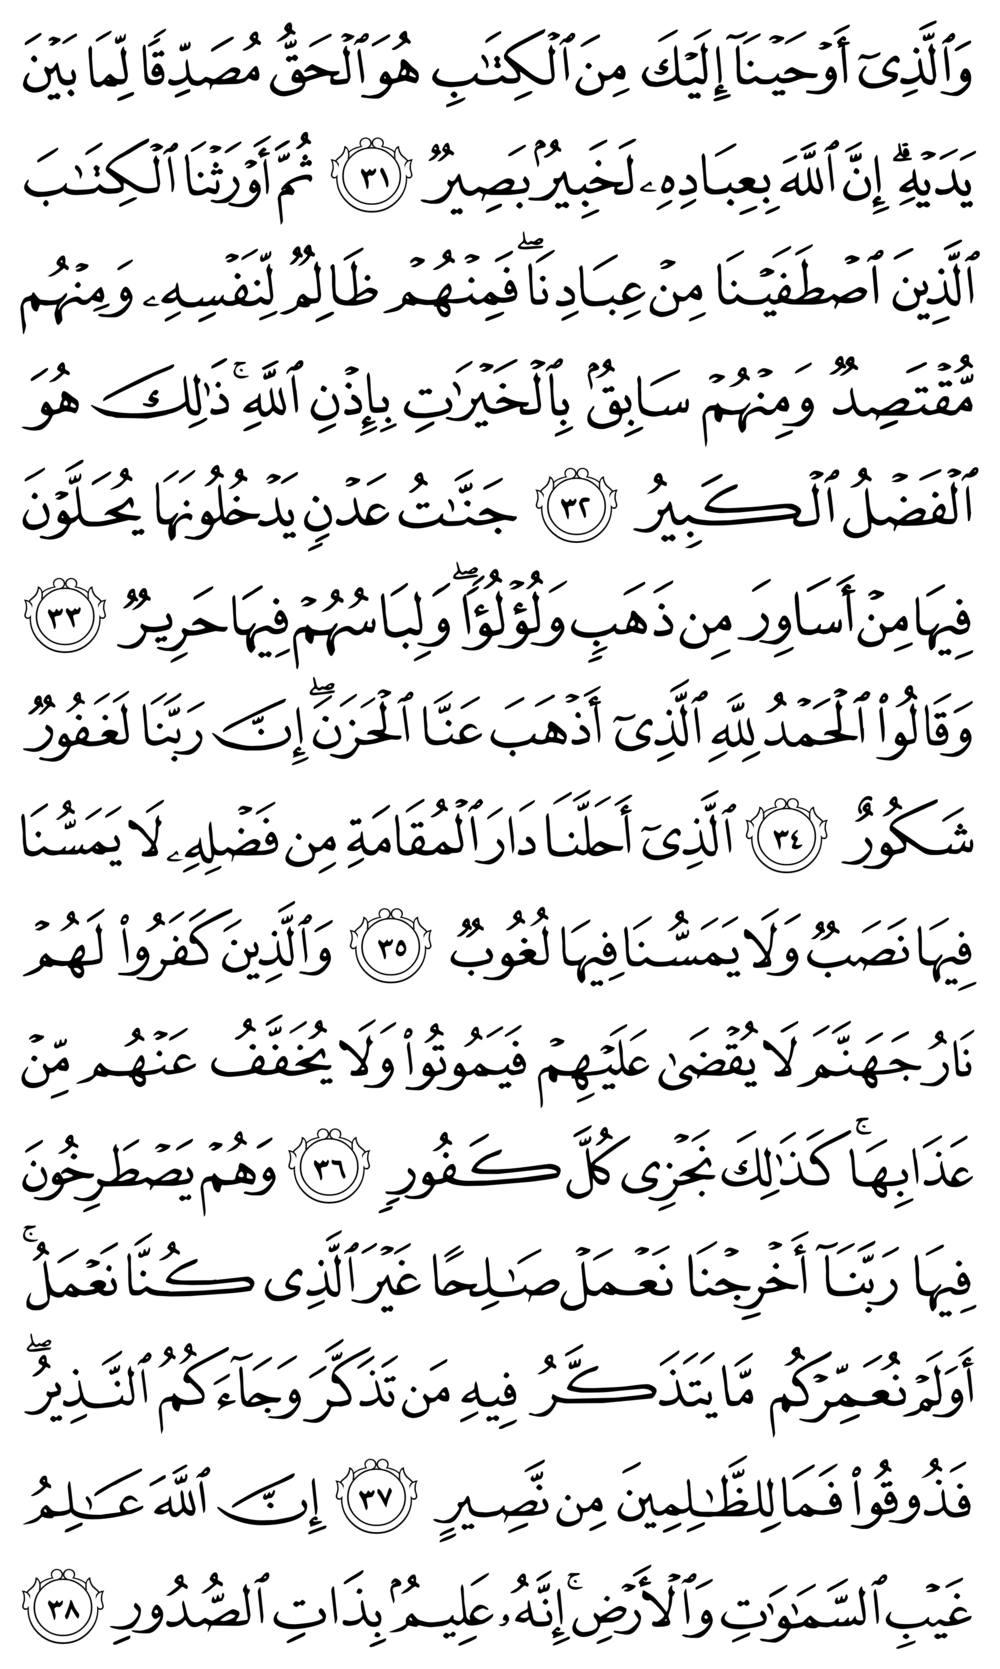 وَٱلَّذِىٓ أَوْحَيْنَآ إِلَيْكَ مِنَ ٱلْكِتَٰبِ هُوَ ٱلْحَقُّ مُصَدِّقًا لِّمَا بَيْنَ
يَدَيْهِ ۗ إِنَّ ٱللَّهَ بِعِبَادِهِۦ لَخَبِيرٌۢ بَصِيرٌ ٣١ ثُمَّ أَوْرَثْنَا ٱلْكِتَٰبَ
ٱلَّذِينَ ٱصْطَفَيْنَا مِنْ عِبَادِنَا ۖ فَمِنْهُمْ ظَالِمٌ لِّنَفْسِهِۦ وَمِنْهُم
مُّقْتَصِدٌ وَمِنْهُمْ سَابِقٌۢ بِٱلْخَيْرَٰتِ بِإِذْنِ ٱللَّهِ ۚ ذَٰلِكَ هُوَ
ٱلْفَضْلُ ٱلْكَبِيرُ ٣٢ جَنَّٰتُ عَدْنٍ يَدْخُلُونَهَا يُحَلَّوْنَ
فِيهَا مِنْ أَسَاوِرَ مِن ذَهَبٍ وَلُؤْلُؤًا ۖ وَلِبَاسُهُمْ فِيهَا حَرِيرٌ ٣٣
وَقَالُوا۟ ٱلْحَمْدُ لِلَّهِ ٱلَّذِىٓ أَذْهَبَ عَنَّا ٱلْحَزَنَ ۖ إِنَّ رَبَّنَا لَغَفُورٌ
شَكُورٌ ٣٤ ٱلَّذِىٓ أَحَلَّنَا دَارَ ٱلْمُقَامَةِ مِن فَضْلِهِۦ لَا يَمَسُّنَا
فِيهَا نَصَبٌ وَلَا يَمَسُّنَا فِيهَا لُغُوبٌ ٣٥ وَٱلَّذِينَ كَفَرُوا۟ لَهُمْ
نَارُ جَهَنَّمَ لَا يُقْضَىٰ عَلَيْهِمْ فَيَمُوتُوا۟ وَلَا يُخَفَّفُ عَنْهُم مِّنْ
عَذَابِهَا ۚ كَذَٰلِكَ نَجْزِى كُلَّ كَفُورٍ ٣٦ وَهُمْ يَصْطَرِخُونَ
فِيهَا رَبَّنَآ أَخْرِجْنَا نَعْمَلْ صَٰلِحًا غَيْرَ ٱلَّذِى كُنَّا نَعْمَلُ ۚ
أَوَلَمْ نُعَمِّرْكُم مَّا يَتَذَكَّرُ فِيهِ مَن تَذَكَّرَ وَجَآءَكُمُ ٱلنَّذِيرُ ۖ
فَذُوقُوا۟ فَمَا لِلظَّٰلِمِينَ مِن نَّصِيرٍ ٣٧ إِنَّ ٱللَّهَ عَٰلِمُ
غَيْبِ ٱلسَّمَٰوَٰتِ وَٱلْأَرْضِ ۚ إِنَّهُۥ عَلِيمٌۢ بِذَاتِ ٱلصُّدُورِ ٣٨